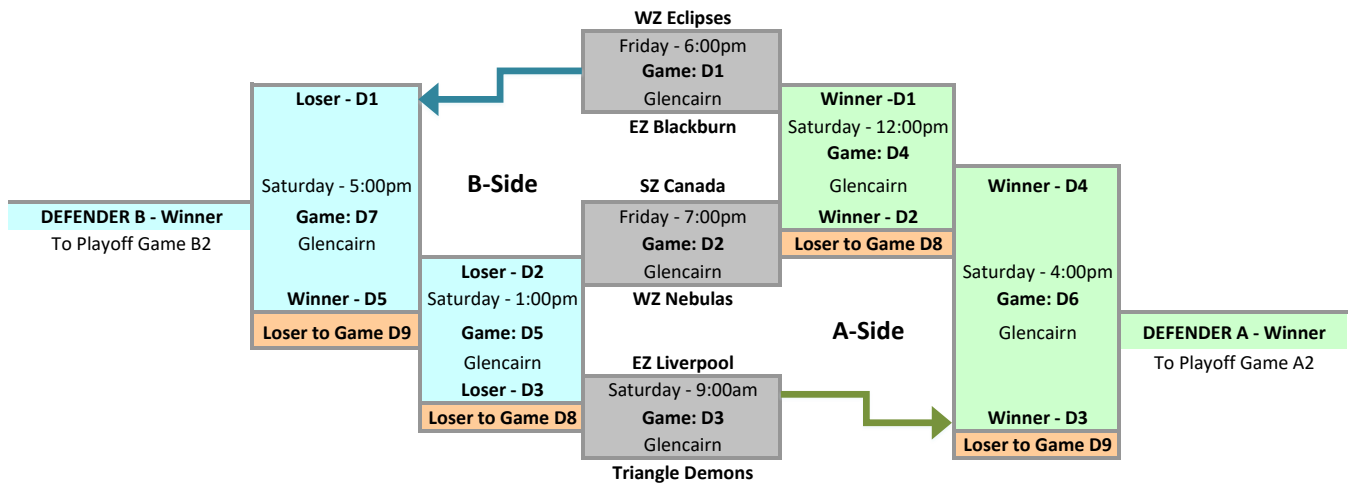 WZ Eclipses
Friday - 6:00pm
Game: D1
Glencairn
EZ Blackburn
SZ Canada
Friday - 7:00pm
Game: D2
Glencairn
WZ Nebulas
EZ Liverpool
Saturday - 9:00am
Game: D3
Glencairn
Triangle Demons
B-Side
Loser - D1
Saturday - 5:00pm
Game: D7
Glencairn
Winner - D5
Loser to Game D9
DEFENDER B - Winner
To Playoff Game B2
Loser - D2
Saturday - 1:00pm
Game: D5
Glencairn
Loser - D3
Loser to Game D8
A-Side
Winner -D1
Saturday - 12:00pm
Game: D4
Glencairn
Winner - D2
Loser to Game D8
Winner - D4
Saturday - 4:00pm
Game: D6
Glencairn
Winner - D3
Loser to Game D9
DEFENDER A - Winner
To Playoff Game A2